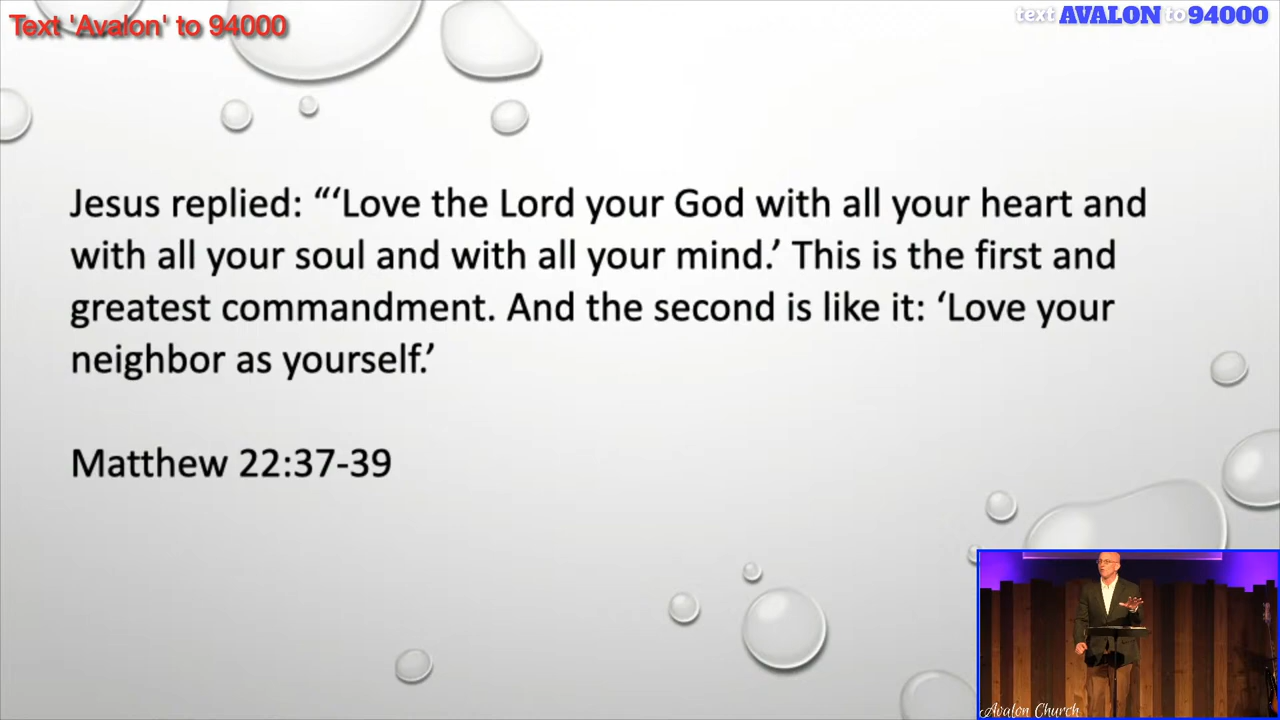 Text 'Avalon' to 94000
text AVALON to 94000
Jesus replied: “‘Love the Lord your God with all your heart and
with all your soul and with all your mind.’ This is the first and
greatest commandment. And the second is like it: ‘Love your
neighbor as yourself.’
Matthew 22:37-39
Avalon Church